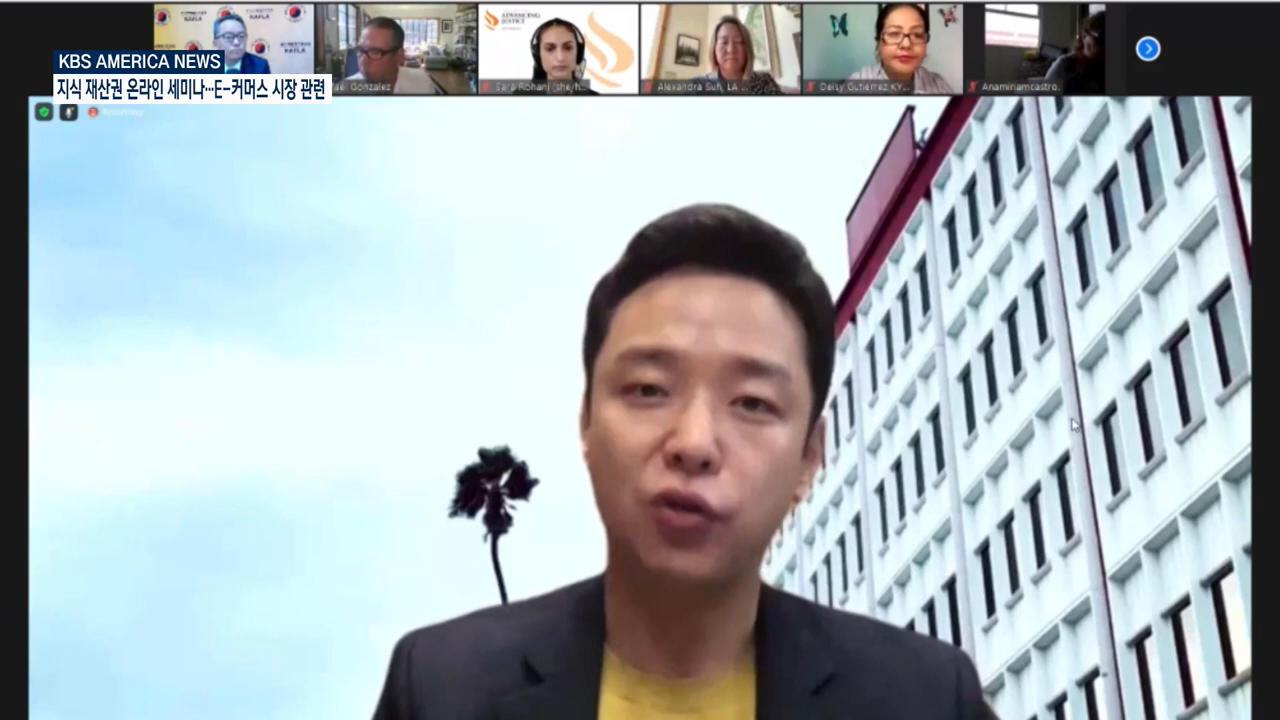 KBS AMERICA NEWS
지식 재산권 온라인 세미나···E-커머스 시장 관련
ADVANCING
JUSTICE
KAFLA
KAFLA
Gonzalez
Sara Rohani (she/h...
Alexandra Suh, LA ...
Deisy Gutierrez KY...
Anamiriamcastro.
Recording